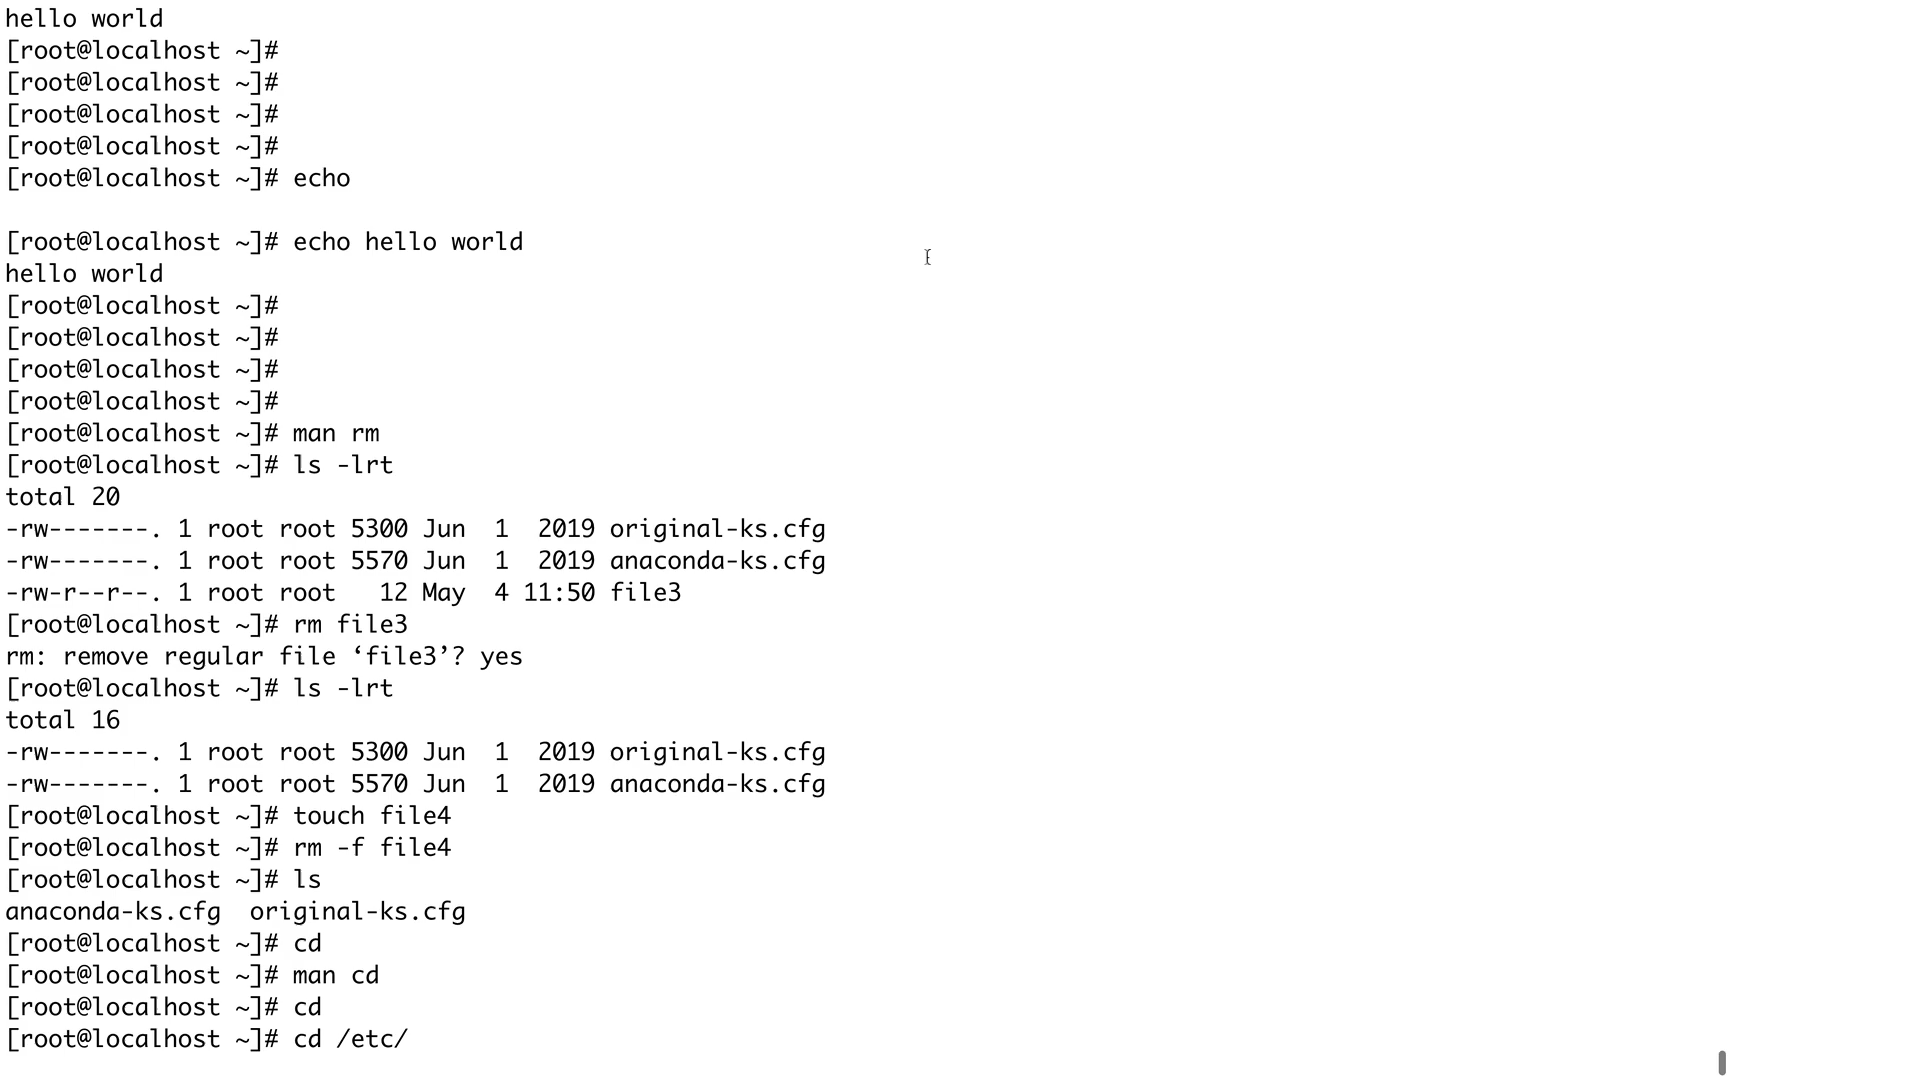 hello world
[root@localhost ~]#
[root@localhost ~]#
[root@localhost ~]#
[root@localhost ~]#
[root@localhost ~]# echo

[root@localhost ~]# echo hello world
hello world
[root@localhost ~]#
[root@localhost ~]#
[root@localhost ~]#
[root@localhost ~]#
[root@localhost ~]# man rm
[root@localhost ~]# ls -lrt
total 20
-rw-------. 1 root root 5300 Jun  1  2019 original-ks.cfg
-rw-------. 1 root root 5570 Jun  1  2019 anaconda-ks.cfg
-rw-r--r--. 1 root root   12 May  4 11:50 file3
[root@localhost ~]# rm file3
rm: remove regular file ‘file3’? yes
[root@localhost ~]# ls -lrt
total 16
-rw-------. 1 root root 5300 Jun  1  2019 original-ks.cfg
-rw-------. 1 root root 5570 Jun  1  2019 anaconda-ks.cfg
[root@localhost ~]# touch file4
[root@localhost ~]# rm -f file4
[root@localhost ~]# ls
anaconda-ks.cfg  original-ks.cfg
[root@localhost ~]# cd
[root@localhost ~]# man cd
[root@localhost ~]# cd
[root@localhost ~]# cd /etc/